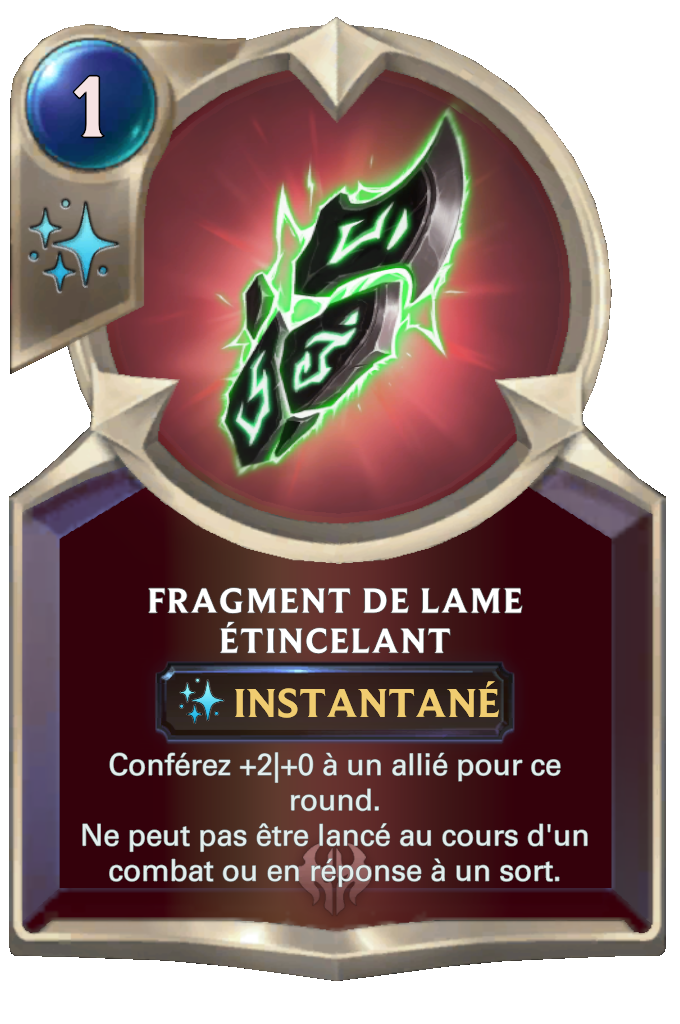 1
FRAGMENT DE LAME
ÉTINCELANT
INSTANTANÉ
Conférez +2|+0 à un allié pour ce
round.
Ne peut pas être lancé au cours d'un
combat ou en réponse à un sort.